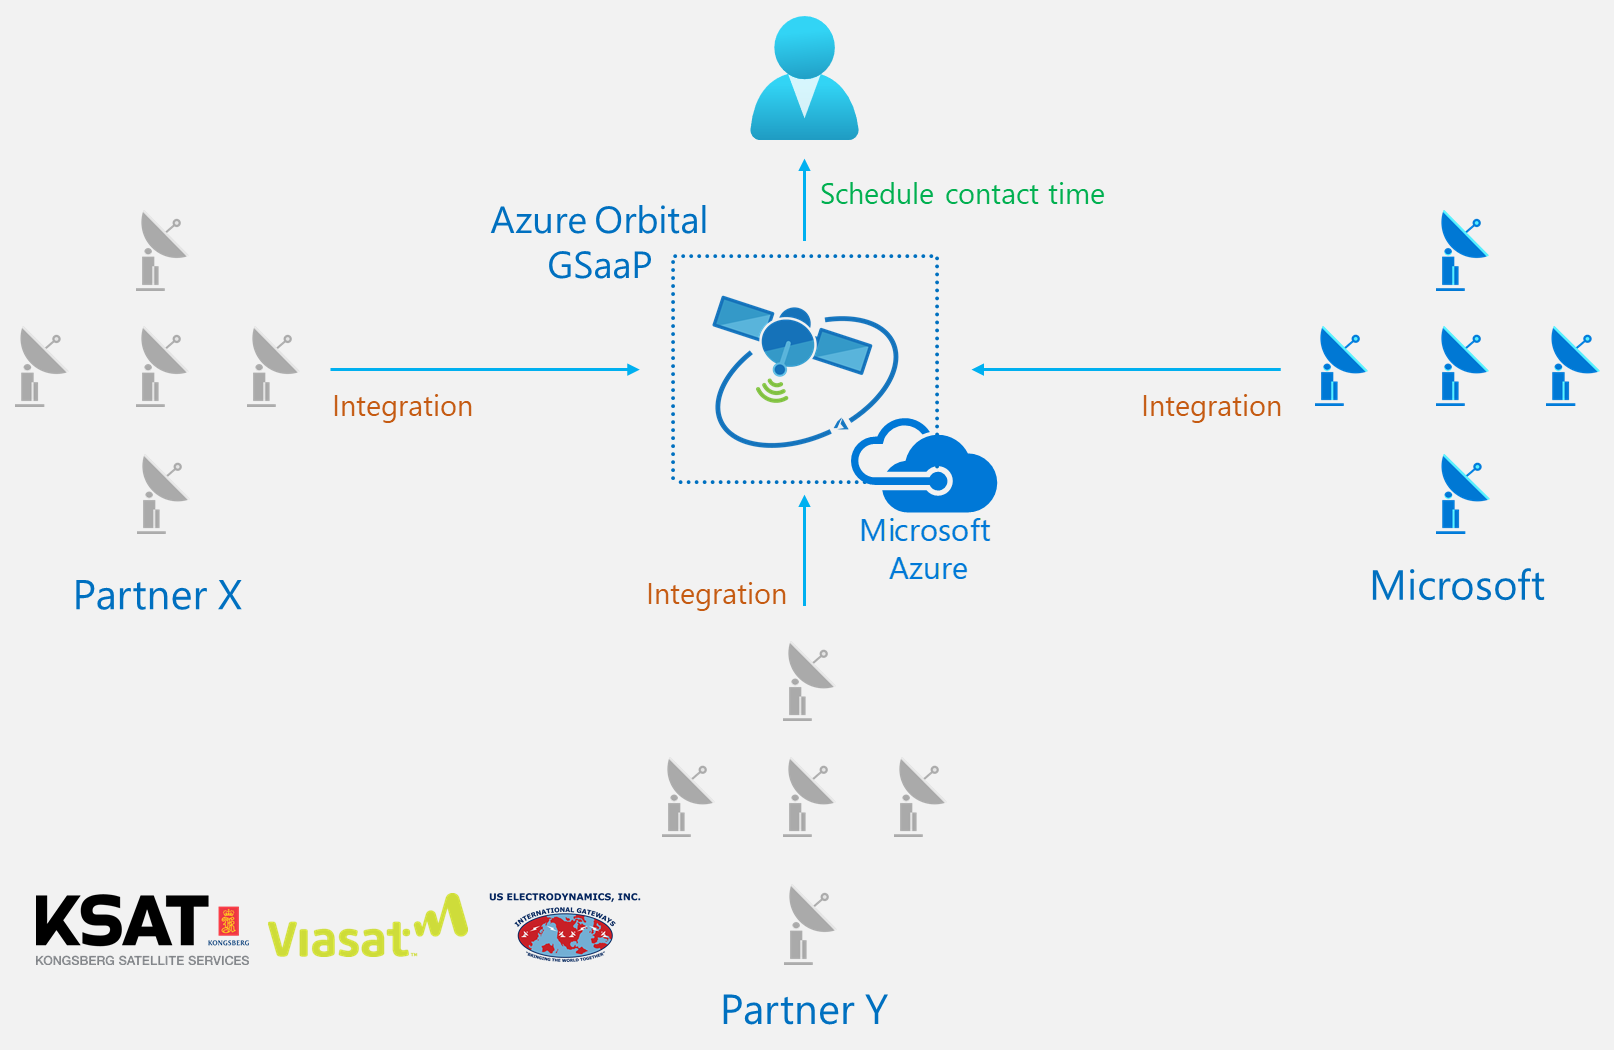 Schedule contact time
Azure Orbital
GSaaP
Integration
Integration
Microsoft
Azure
Integration
Partner X
Microsoft
KSAT
KONGSBERG
KONGSBERG SATELLITE SERVICES
Viasat™
US ELECTRODYNAMICS, INC.
INTERNATIONAL GATEWAYS
"BRINGING THE WORLD TOGETHER"
Partner Y